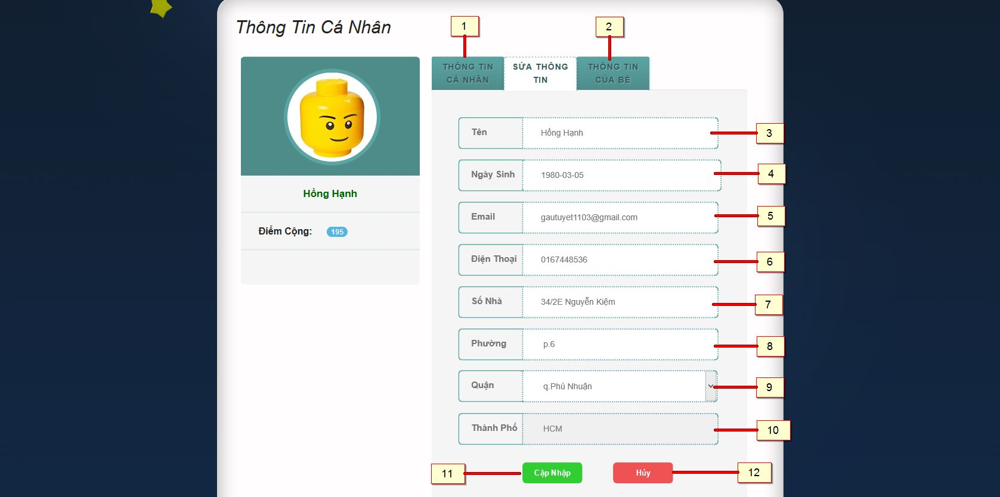 Thông Tin Cá Nhân
1
2
THÔNG TIN
CÁ NHÂN
SỬA THÔNG
TIN
THÔNG TIN
CỦA BÉ
Hồng Hạnh
Điểm Cộng: 195
Tên Hồng Hạnh 3
Ngày Sinh 1980-03-05 4
Email gautuyet1103@gmail.com 5
Điện Thoại 0167448536 6
Số Nhà 34/2E Nguyễn Kiệm 7
Phường p.6 8
Quận q.Phú Nhuận 9
Thành Phố HCM 10
11 Cập Nhập Hủy 12